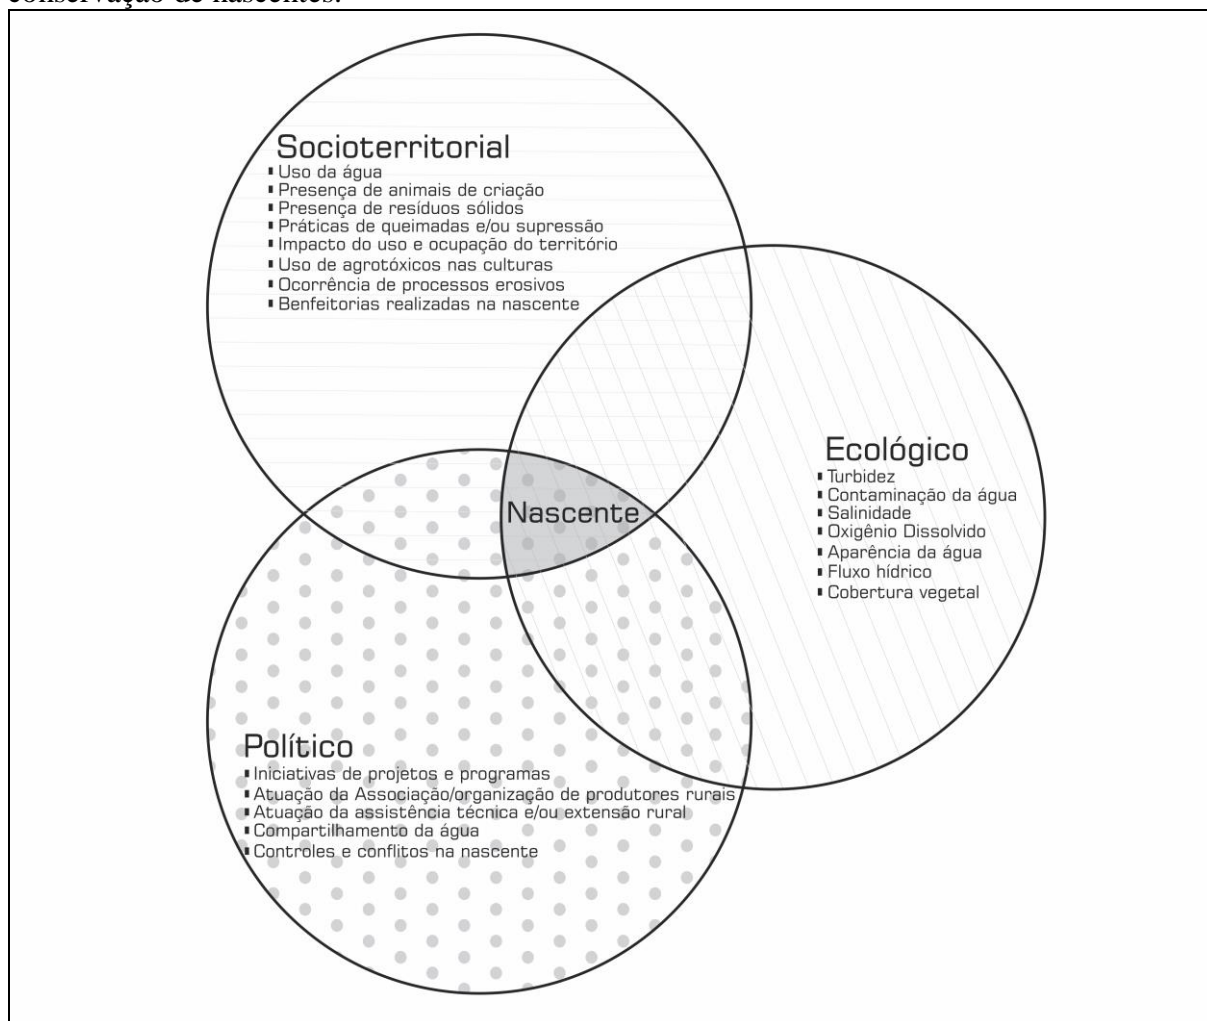 conservação de nascentes.
Socioterritorial
Uso da água
Presença de animais de criação
Presença de resíduos sólidos
Práticas de queimadas e/ou supressão
Impacto do uso e ocupação do território
Uso de agrotóxicos nas culturas
Ocorrência de processos erosivos
Benfeitorias realizadas na nascente
Ecológico
Turbidez
Contaminação da água
Salinidade
Oxigênio Dissolvido
Aparência da água
Fluxo hídrico
Cobertura vegetal
Nascente
Político
Iniciativas de projetos e programas
Atuação da Associação/organização de produtores rurais
Atuação da assistência técnica e/ou extensão rural
Compartilhamento da água
Controles e conflitos na nascente